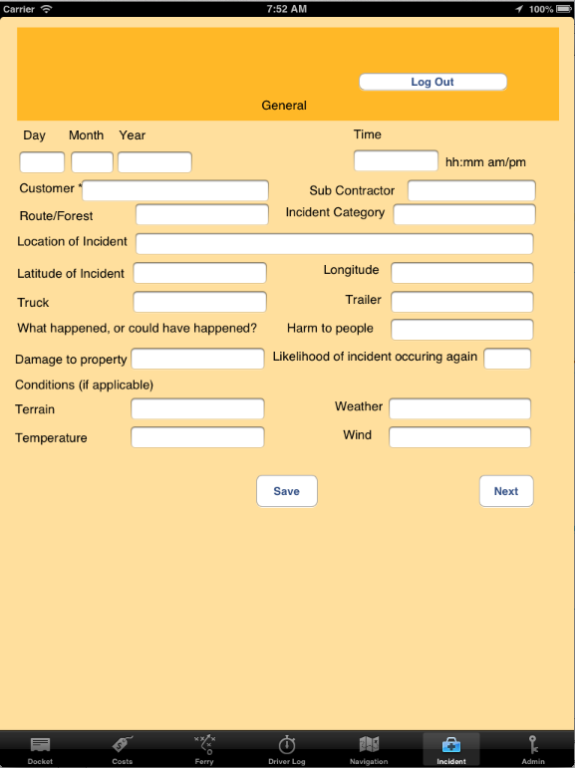 Carrier 7:52 AM 100%
Log Out
General
Day Month Year Time
hh:mm am/pm
Customer * Sub Contractor
Route/Forest Incident Category
Location of Incident
Latitude of Incident Longitude
Truck Trailer
What happened, or could have happened? Harm to people
Damage to property Likelihood of incident occuring again
Conditions (if applicable)
Terrain Weather
Temperature Wind
Save Next
Docket Costs Ferry Driver Log Navigation Incident Admin